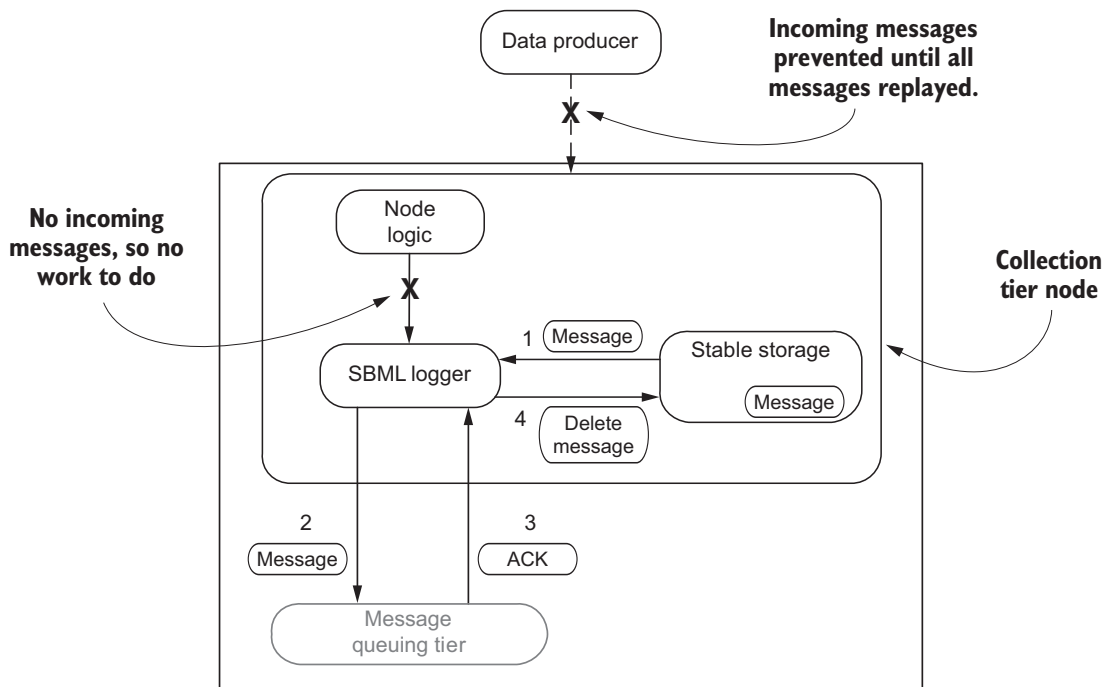 Data producer
Incoming messages
prevented until all
messages replayed.
X
No incoming
messages, so no
work to do
Node
logic
X
Collection
tier node
1
Message
Stable storage
SBML logger
Message
4
Delete
message
2
Message
3
ACK
Message
queuing tier